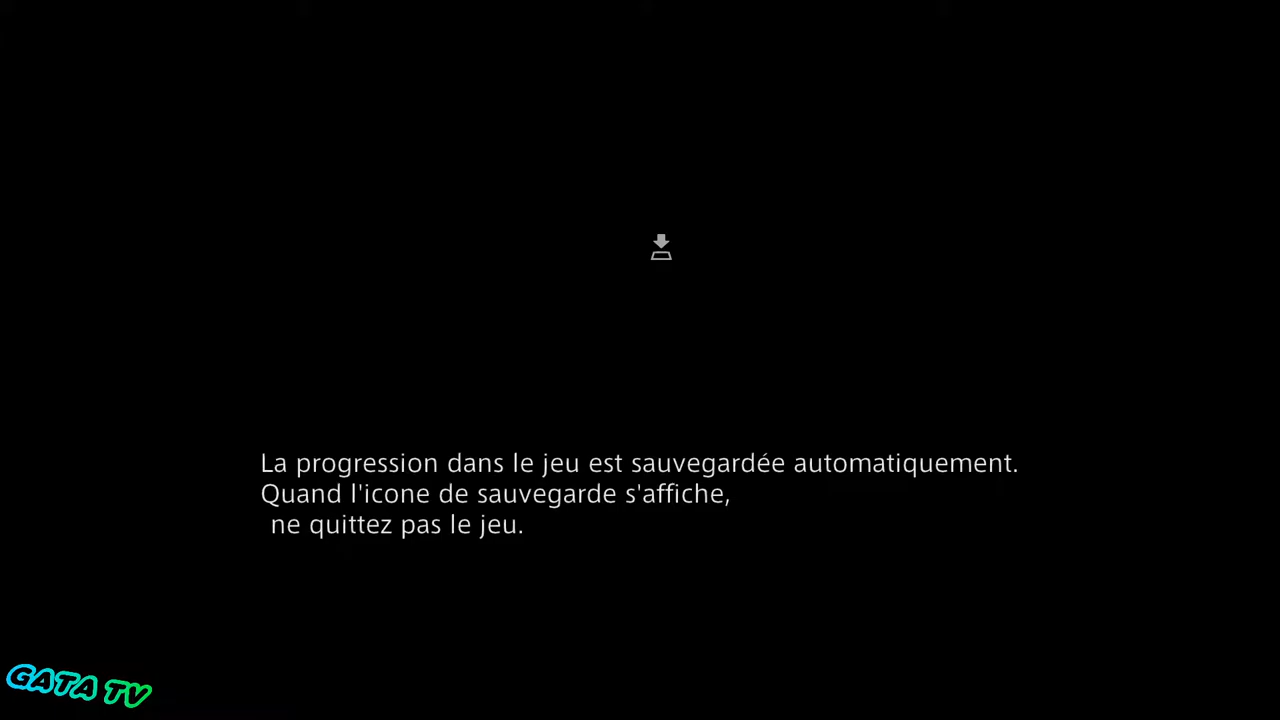 La progression dans le jeu est sauvegardée automatiquement.
Quand l'icone de sauvegarde s'affiche,
ne quittez pas le jeu.
GATA TV